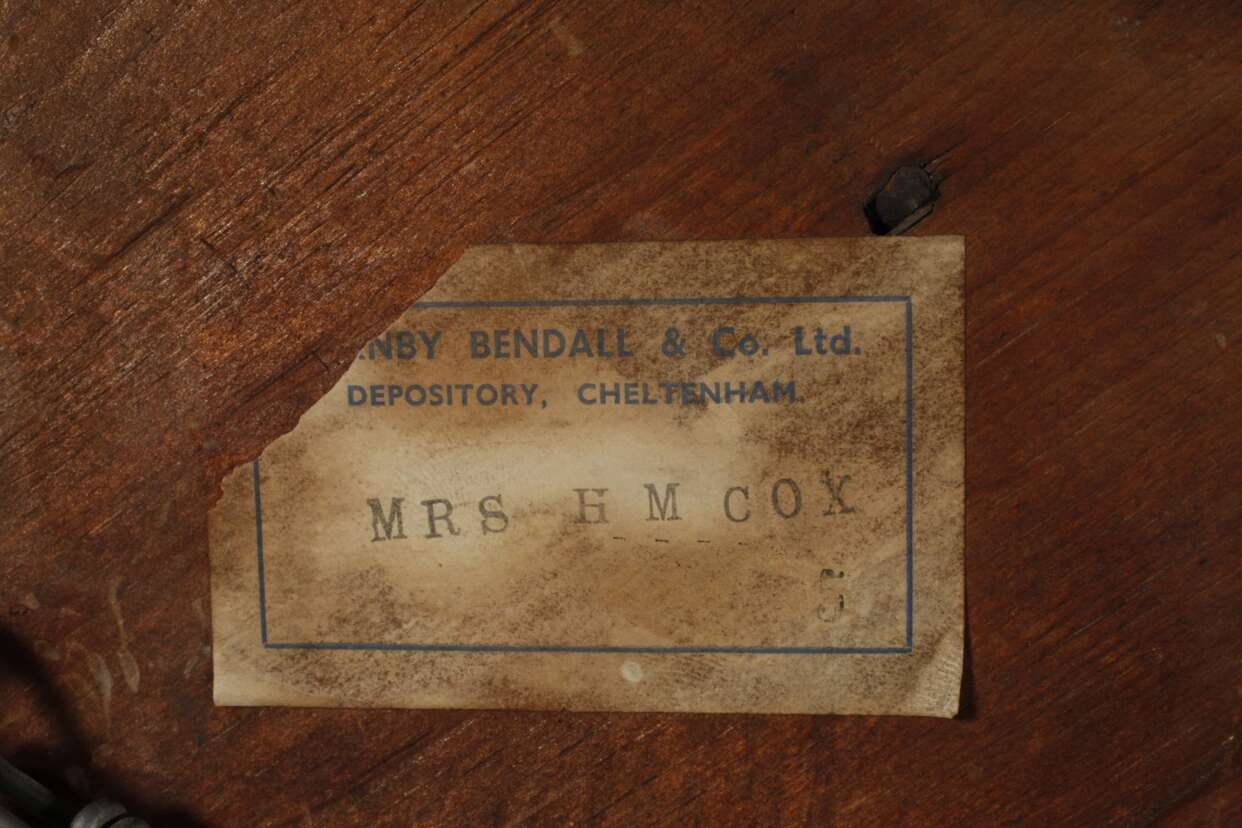 NBY BENDALL & Co. Ltd.
DEPOSITORY, CHELTENHAM.
MRS H M COX
5